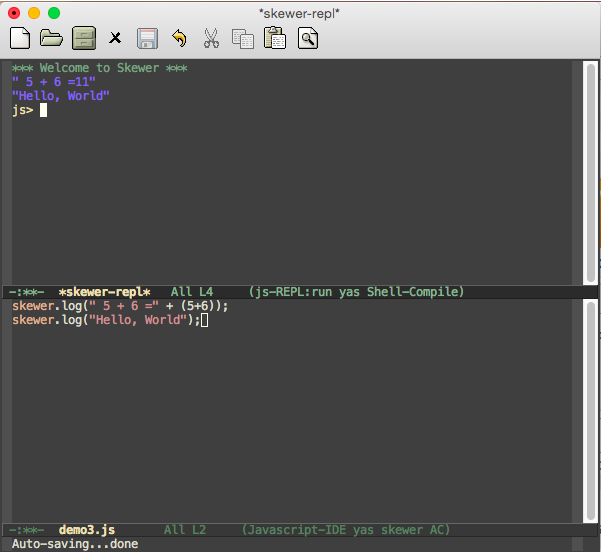 *skewer-repl*
*** Welcome to Skewer ***
" 5 + 6 =11"
"Hello, World"
js>
-:**-  *skewer-repl*   All L4     (js-REPL:run yas Shell-Compile)
skewer.log(" 5 + 6 =" + (5+6));
skewer.log("Hello, World");
-:**-  demo3.js       All L2     (Javascript-IDE yas skewer AC)
Auto-saving...done